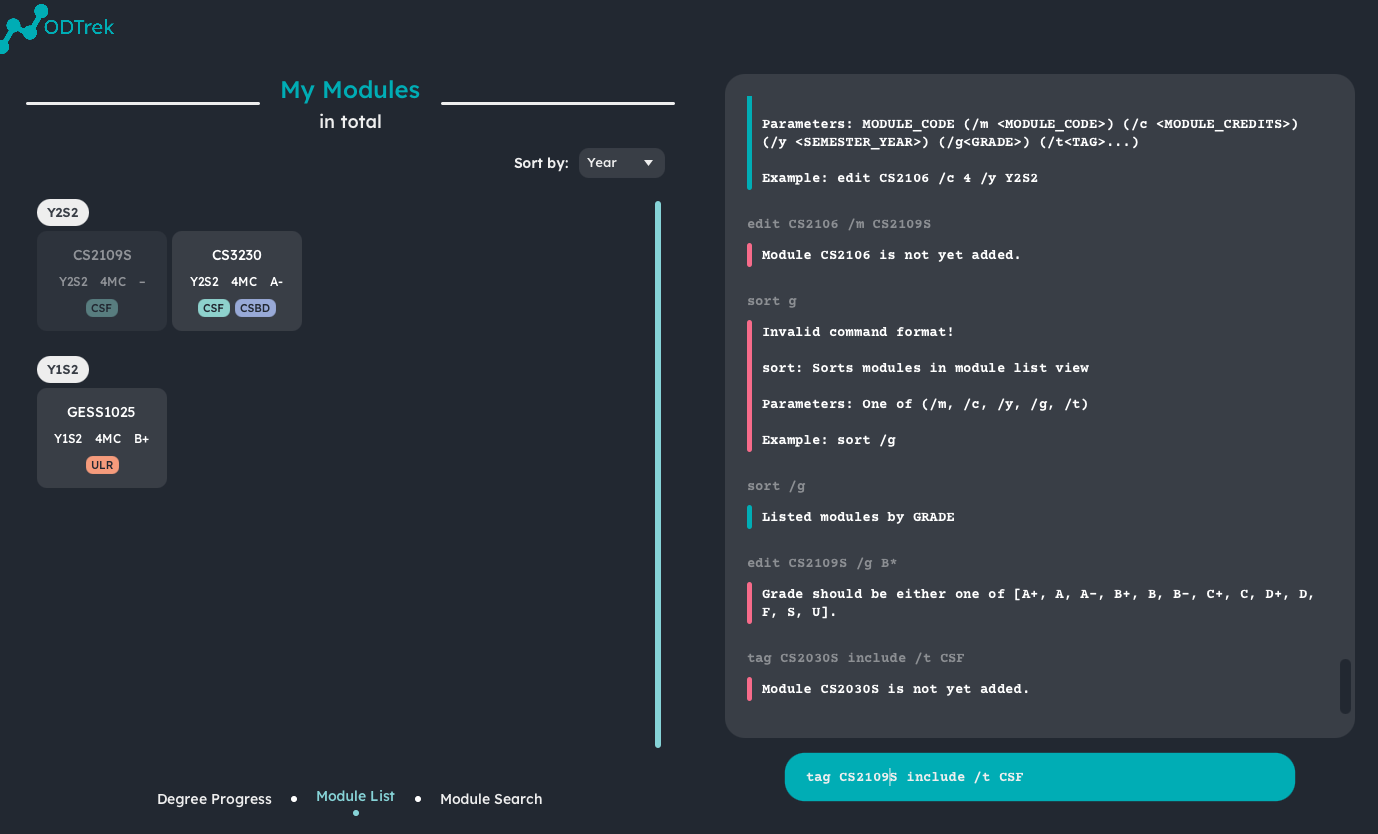 ODTrek
My Modules
in total
Sort by: Year
Y2S2
CS2109S
Y2S2 4MC –
CSF
CS3230
Y2S2 4MC A-
CSF CSBD
Y1S2
GESS1025
Y1S2 4MC B+
ULR
Degree Progress • Module List • Module Search
Parameters: MODULE_CODE (/m <MODULE_CODE>) (/c <MODULE_CREDITS>)
(/y <SEMESTER_YEAR>) (/g<GRADE>) (/t<TAG>...)
Example: edit CS2106 /c 4 /y Y2S2
edit CS2106 /m CS2109S
Module CS2106 is not yet added.
sort g
Invalid command format!
sort: Sorts modules in module list view
Parameters: One of (/m, /c, /y, /g, /t)
Example: sort /g
sort /g
Listed modules by GRADE
edit CS2109S /g B*
Grade should be either one of [A+, A, A-, B+, B, B-, C+, C, D+, D,
F, S, U].
tag CS2030S include /t CSF
Module CS2030S is not yet added.
tag CS2109S include /t CSF